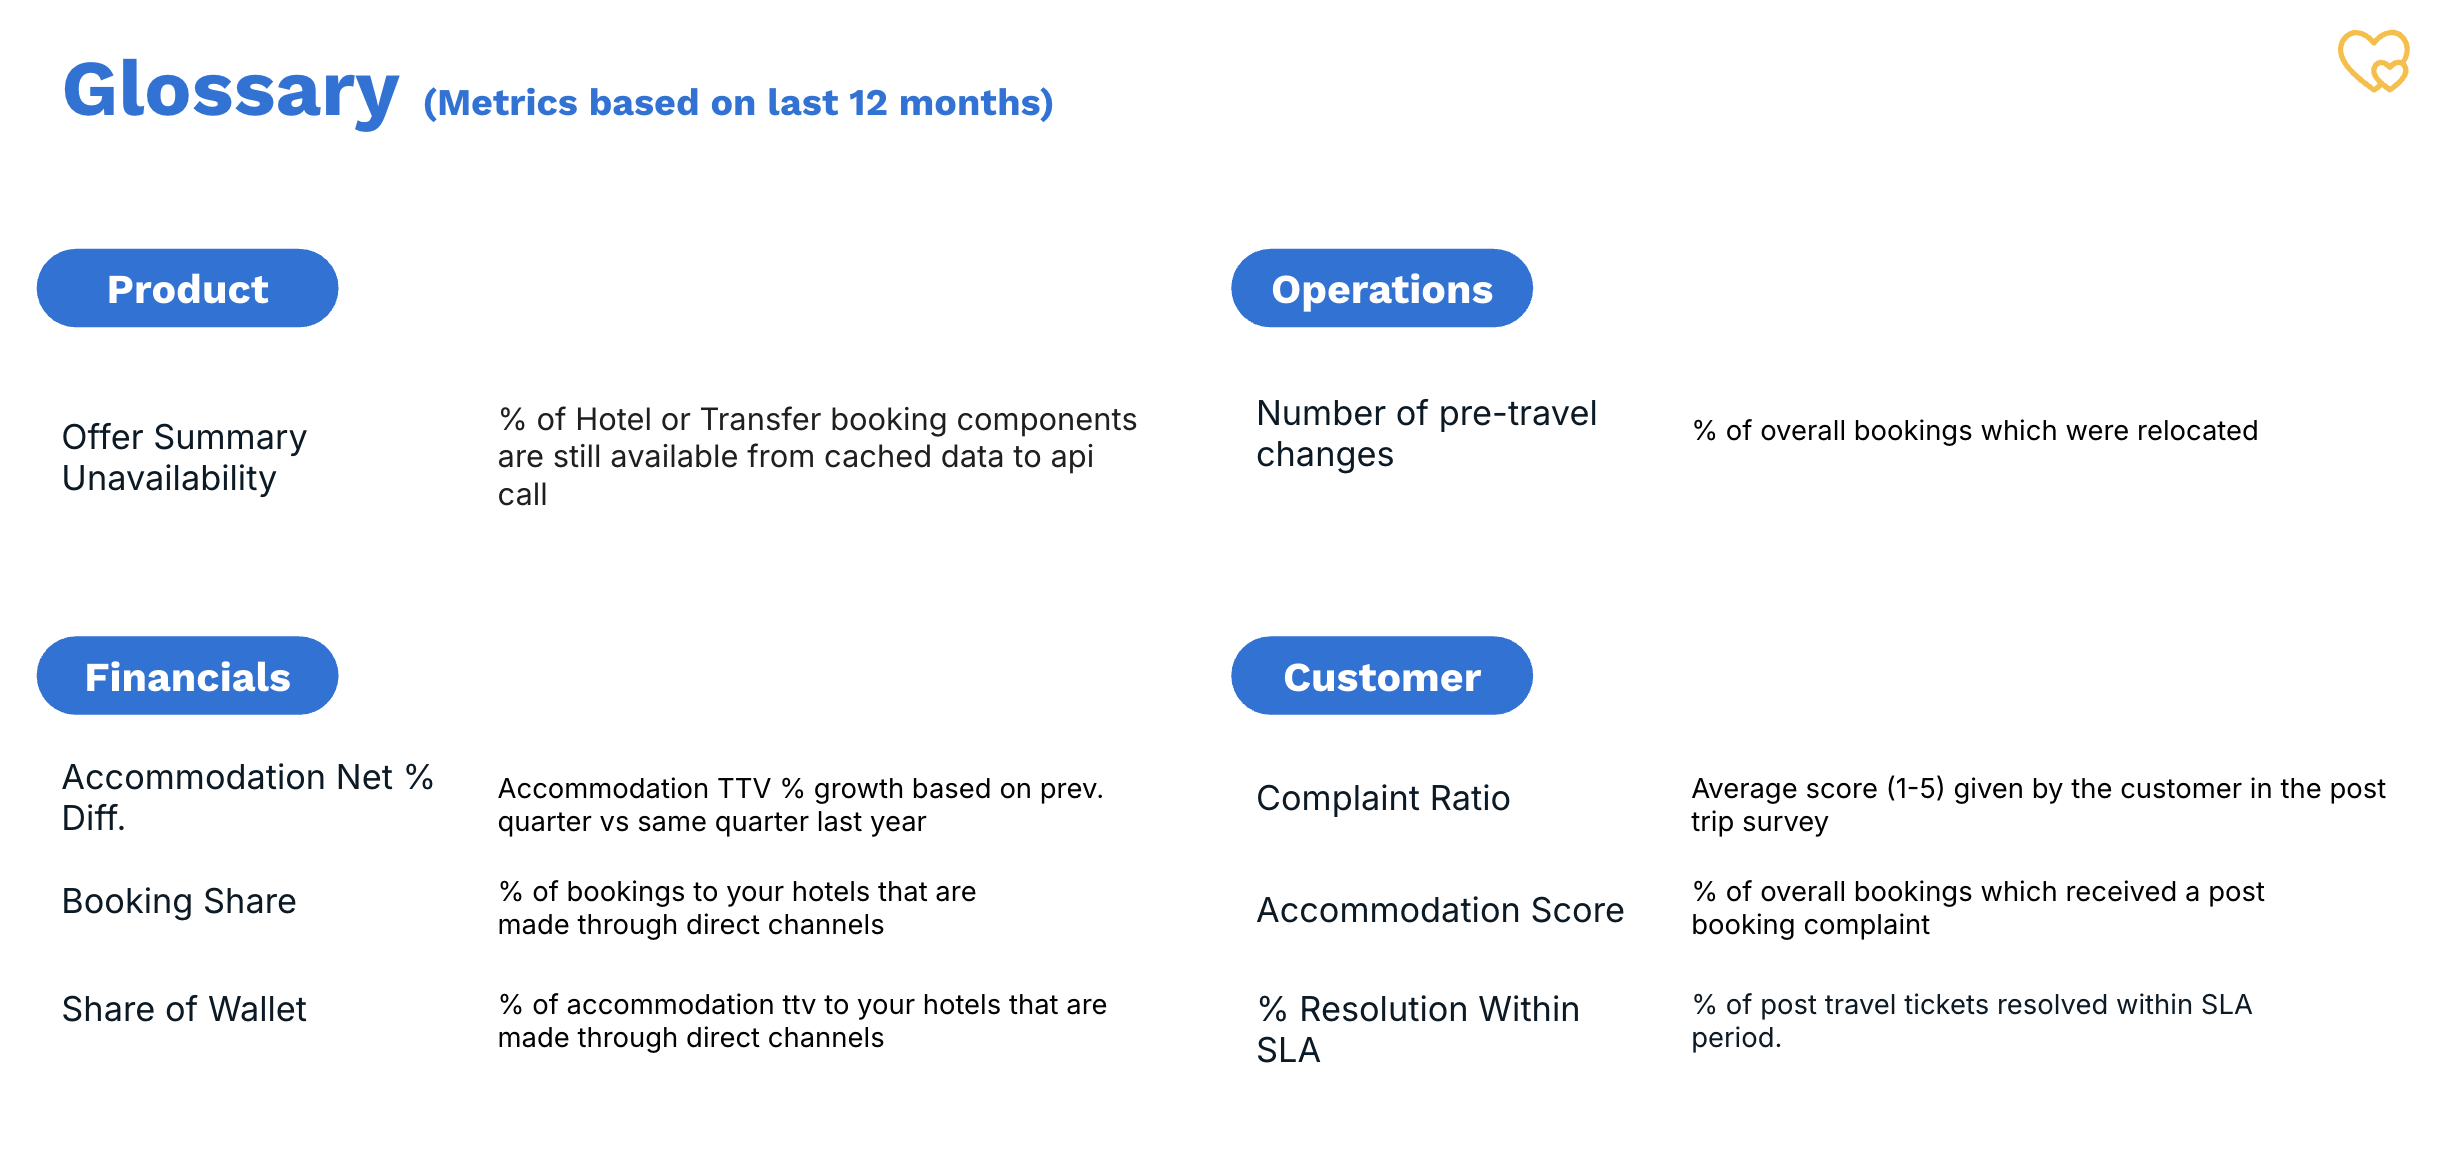 Glossary (Metrics based on last 12 months)
Product
Offer Summary
Unavailability
% of Hotel or Transfer booking components
are still available from cached data to api
call
Operations
Number of pre-travel
changes
% of overall bookings which were relocated
Financials
Accommodation Net %
Diff.
Accommodation TTV % growth based on prev.
quarter vs same quarter last year
Booking Share
% of bookings to your hotels that are
made through direct channels
Share of Wallet
% of accommodation ttv to your hotels that are
made through direct channels
Customer
Complaint Ratio
Average score (1-5) given by the customer in the post
trip survey
Accommodation Score
% of overall bookings which received a post
booking complaint
% Resolution Within
SLA
% of post travel tickets resolved within SLA
period.